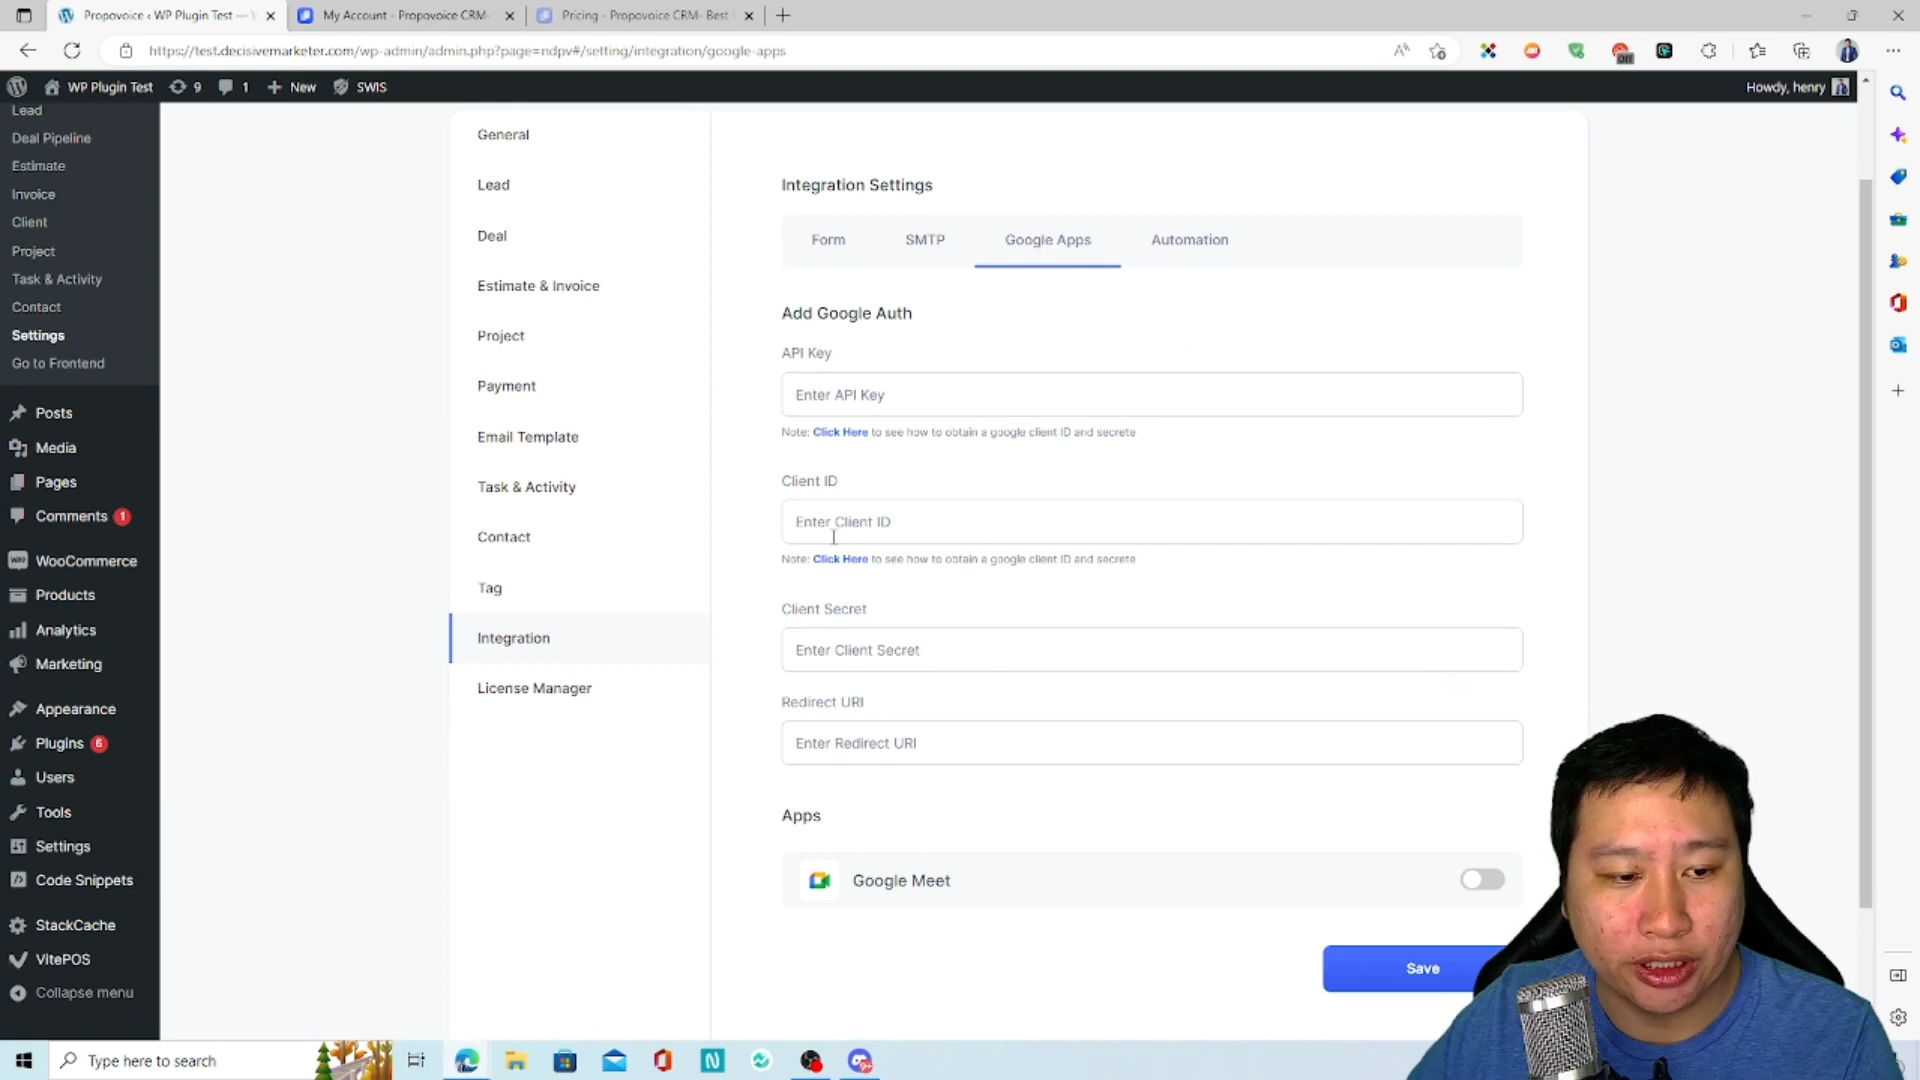 Propovoice ‹ WP Plugin Test —
My Account - Propovoice CRM-
Pricing - Propovoice CRM- Best
https://test.decisivemarketer.com/wp-admin/admin.php?page=ndpv#/setting/integration/google-apps
WP Plugin Test
9
1
New
SWIS
Howdy, henry
Lead
Deal Pipeline
Estimate
Invoice
Client
Project
Task & Activity
Contact
Settings
Go to Frontend
Posts
Media
Pages
Comments 1
WooCommerce
Products
Analytics
Marketing
Appearance
Plugins 6
Users
Tools
Settings
Code Snippets
StackCache
VitePOS
Collapse menu
General
Lead
Deal
Estimate & Invoice
Project
Payment
Email Template
Task & Activity
Contact
Tag
Integration
License Manager
Integration Settings
Form
SMTP
Google Apps
Automation
Add Google Auth
API Key
Enter API Key
Note: Click Here to see how to obtain a google client ID and secrete
Client ID
Enter Client ID
Note: Click Here to see how to obtain a google client ID and secrete
Client Secret
Enter Client Secret
Redirect URI
Enter Redirect URI
Apps
Google Meet
Save
Type here to search